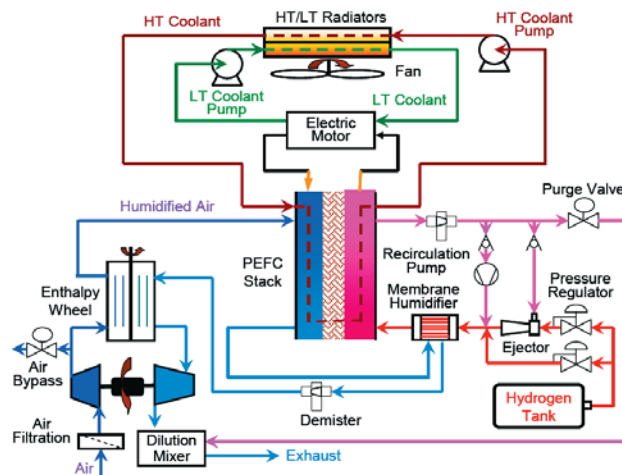 HT Coolant
HT/LT Radiators
HT Coolant
Pump
Fan
LT Coolant
Pump
LT Coolant
Electric
Motor
Humidified Air
Purge Valve
PEFC
Stack
Recirculation
Pump
Enthalpy
Wheel
Membrane
Humidifier
Pressure
Regulator
Ejector
Air
Bypass
Demister
Hydrogen
Tank
Air
Filtration
Dilution
Mixer
Exhaust
Air